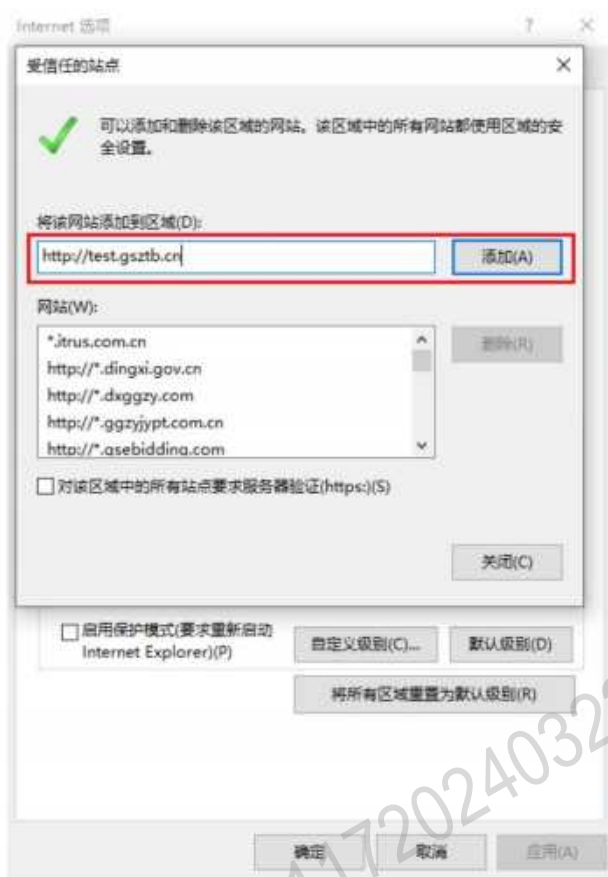 Internet 选项
?
受信任的站点
可以添加和删除该区域的网站。该区域中的所有网站都使用区域的安
全设置。
将该网站添加到区域(D):
http://test.gsztb.cn
添加(A)
网站(W):
*.itrus.com.cn
http://*.dingxi.gov.cn
http://*.dxggzy.com
http://*.ggzyjypt.com.cn
http://*.gsebidding.com
删除(R)
对该区域中的所有站点要求服务器验证(https:)(S)
关闭(C)
启用保护模式(要求重新启动
Internet Explorer)(P)
自定义级别(C)...
默认级别(D)
将所有区域重置为默认级别(R)
确定
取消
应用(A)